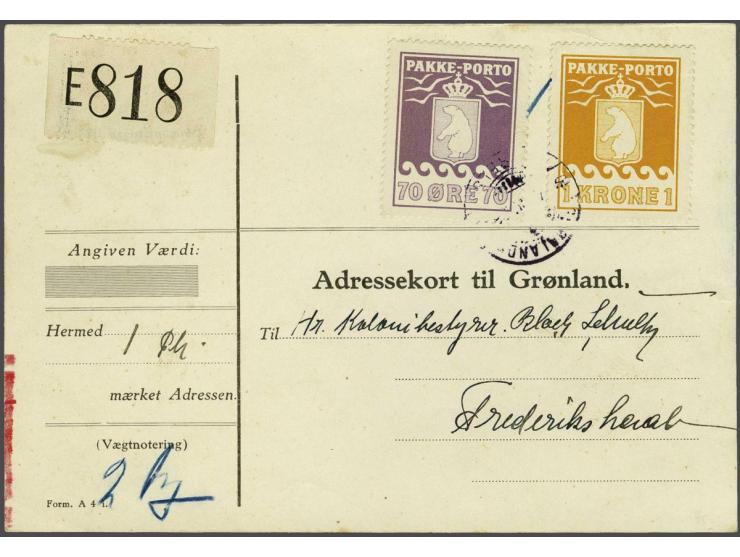 E818
PAKKE-PORTO
70 ØRE 70
PAKKE-PORTO
1 KRONE 1
Angiven Værdi:
Adressekort til Grønland.
Hermed 1 Pk.
Til Hr. Kolonibestyrer
mærket Adressen.
Frederikshaab
(Vægtnotering)
2 kg
Form. A 4